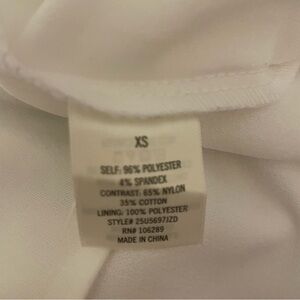 XS
SELF: 96% POLYESTER
4% SPANDEX
CONTRAST: 65% NYLON
35% COTTON
LINING: 100% POLYESTER
STYLE# 25U5697JZD
RN# 106289
MADE IN CHINA